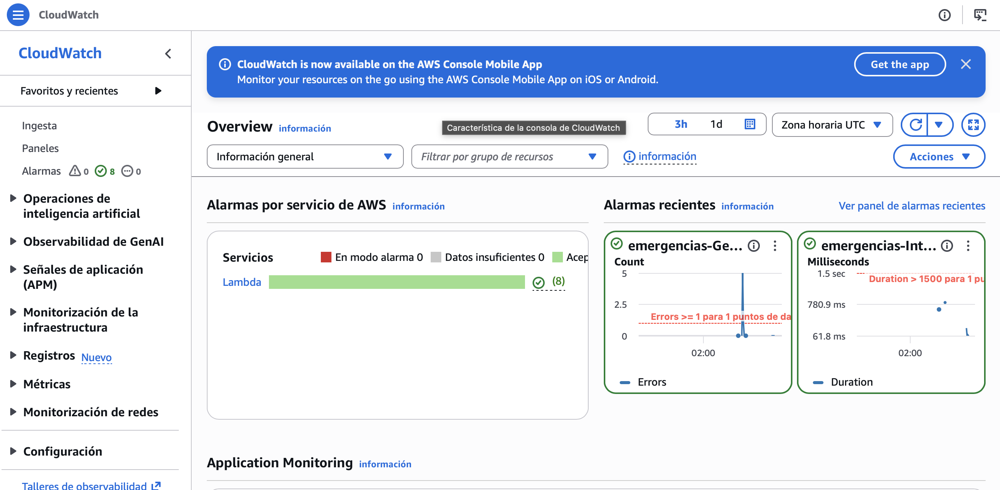 CloudWatch
CloudWatch
Favoritos y recientes
Ingesta
Paneles
Alarmas 0 8 0
Operaciones de
inteligencia artificial
Observabilidad de GenAI
Señales de aplicación
(APM)
Monitorización de la
infraestructura
Registros Nuevo
Métricas
Monitorización de redes
Configuración
Talleres de observabilidad
CloudWatch is now available on the AWS Console Mobile App
Monitor your resources on the go using the AWS Console Mobile App on iOS or Android.
Get the app
Overview información
Característica de la consola de CloudWatch
3h 1d
Zona horaria UTC
Información general
Filtrar por grupo de recursos
información
Acciones
Alarmas por servicio de AWS información
Servicios
En modo alarma 0 Datos insuficientes 0 Acep
Lambda (8)
Alarmas recientes información
Ver panel de alarmas recientes
emergencias-Ge...
Count
5
2.5
Errors >= 1 para 1 puntos de da
0
02:00
Errors
emergencias-Int...
Milliseconds
1.5 sec
Duration > 1500 para 1 pu
780.9 ms
61.8 ms
02:00
Duration
Application Monitoring información